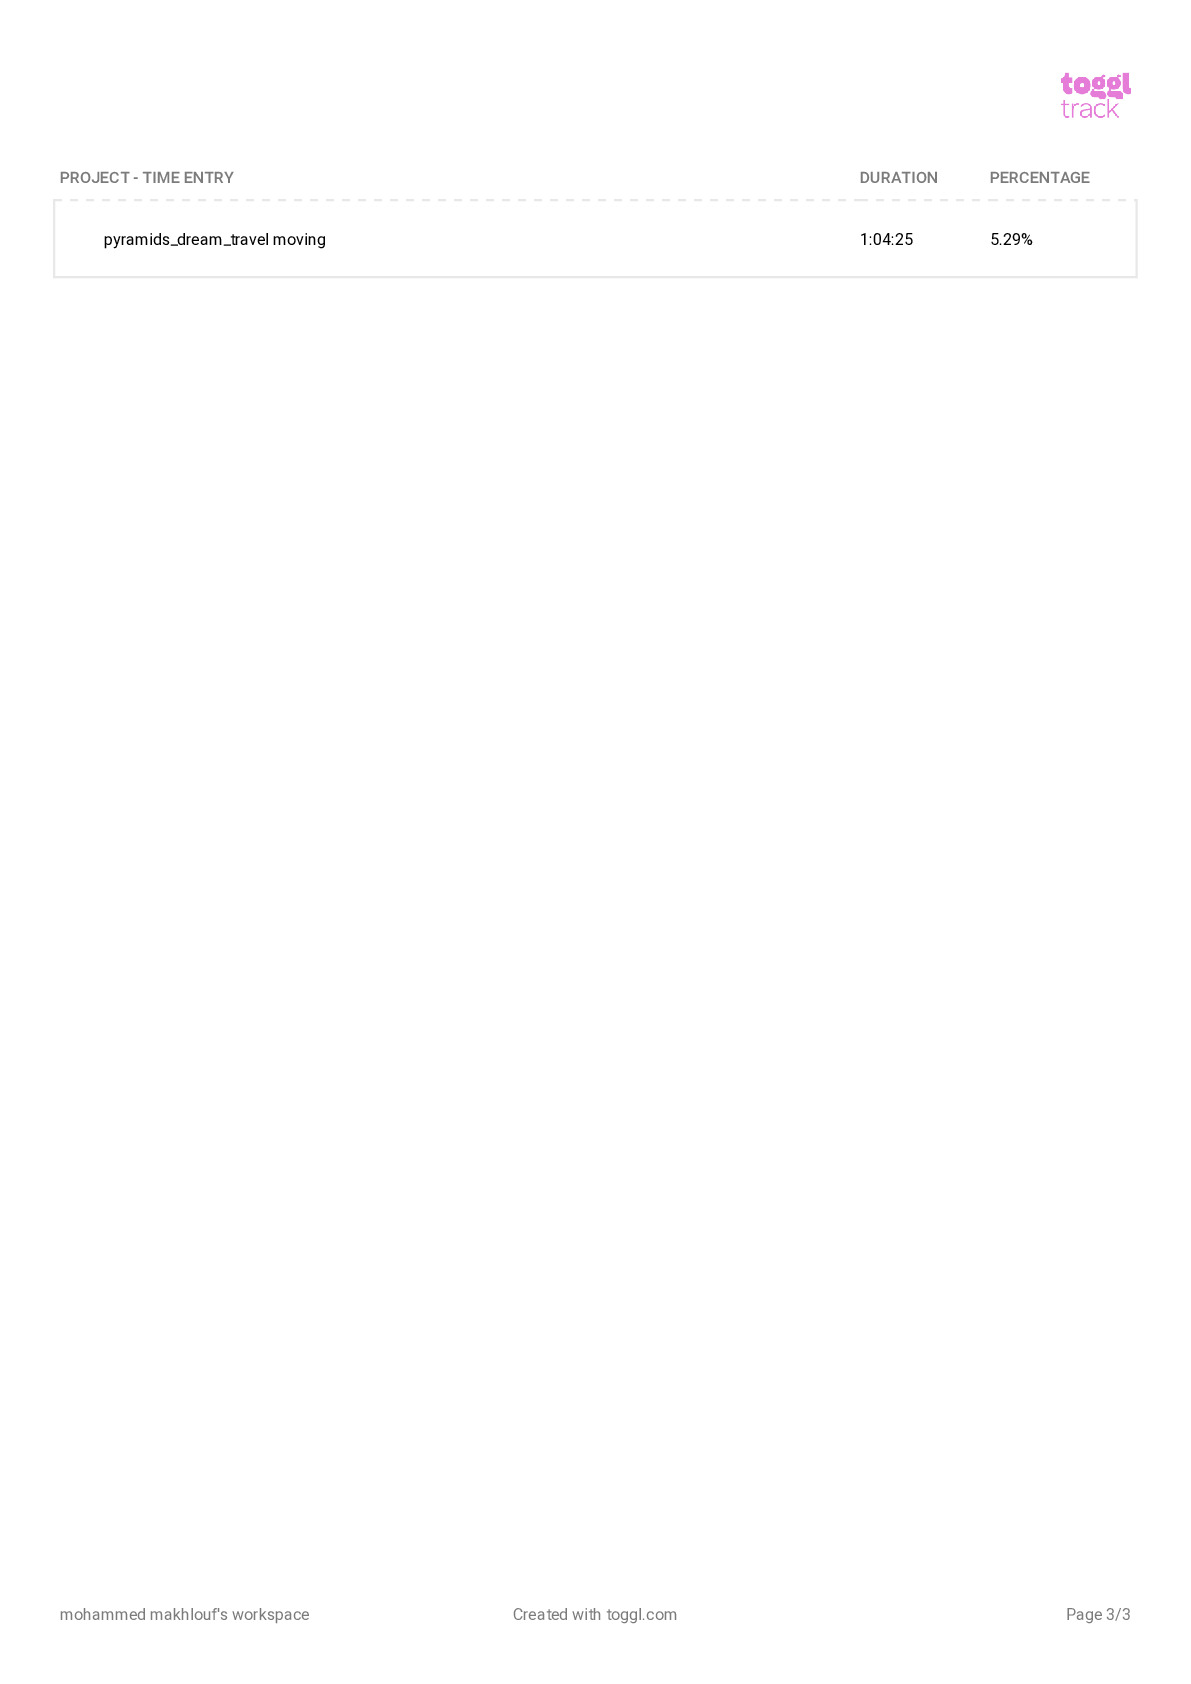 toggl
track
PROJECT - TIME ENTRY DURATION PERCENTAGE
pyramids_dream_travel moving 1:04:25 5.29%
mohammed makhlouf's workspace Created with toggl.com Page 3/3